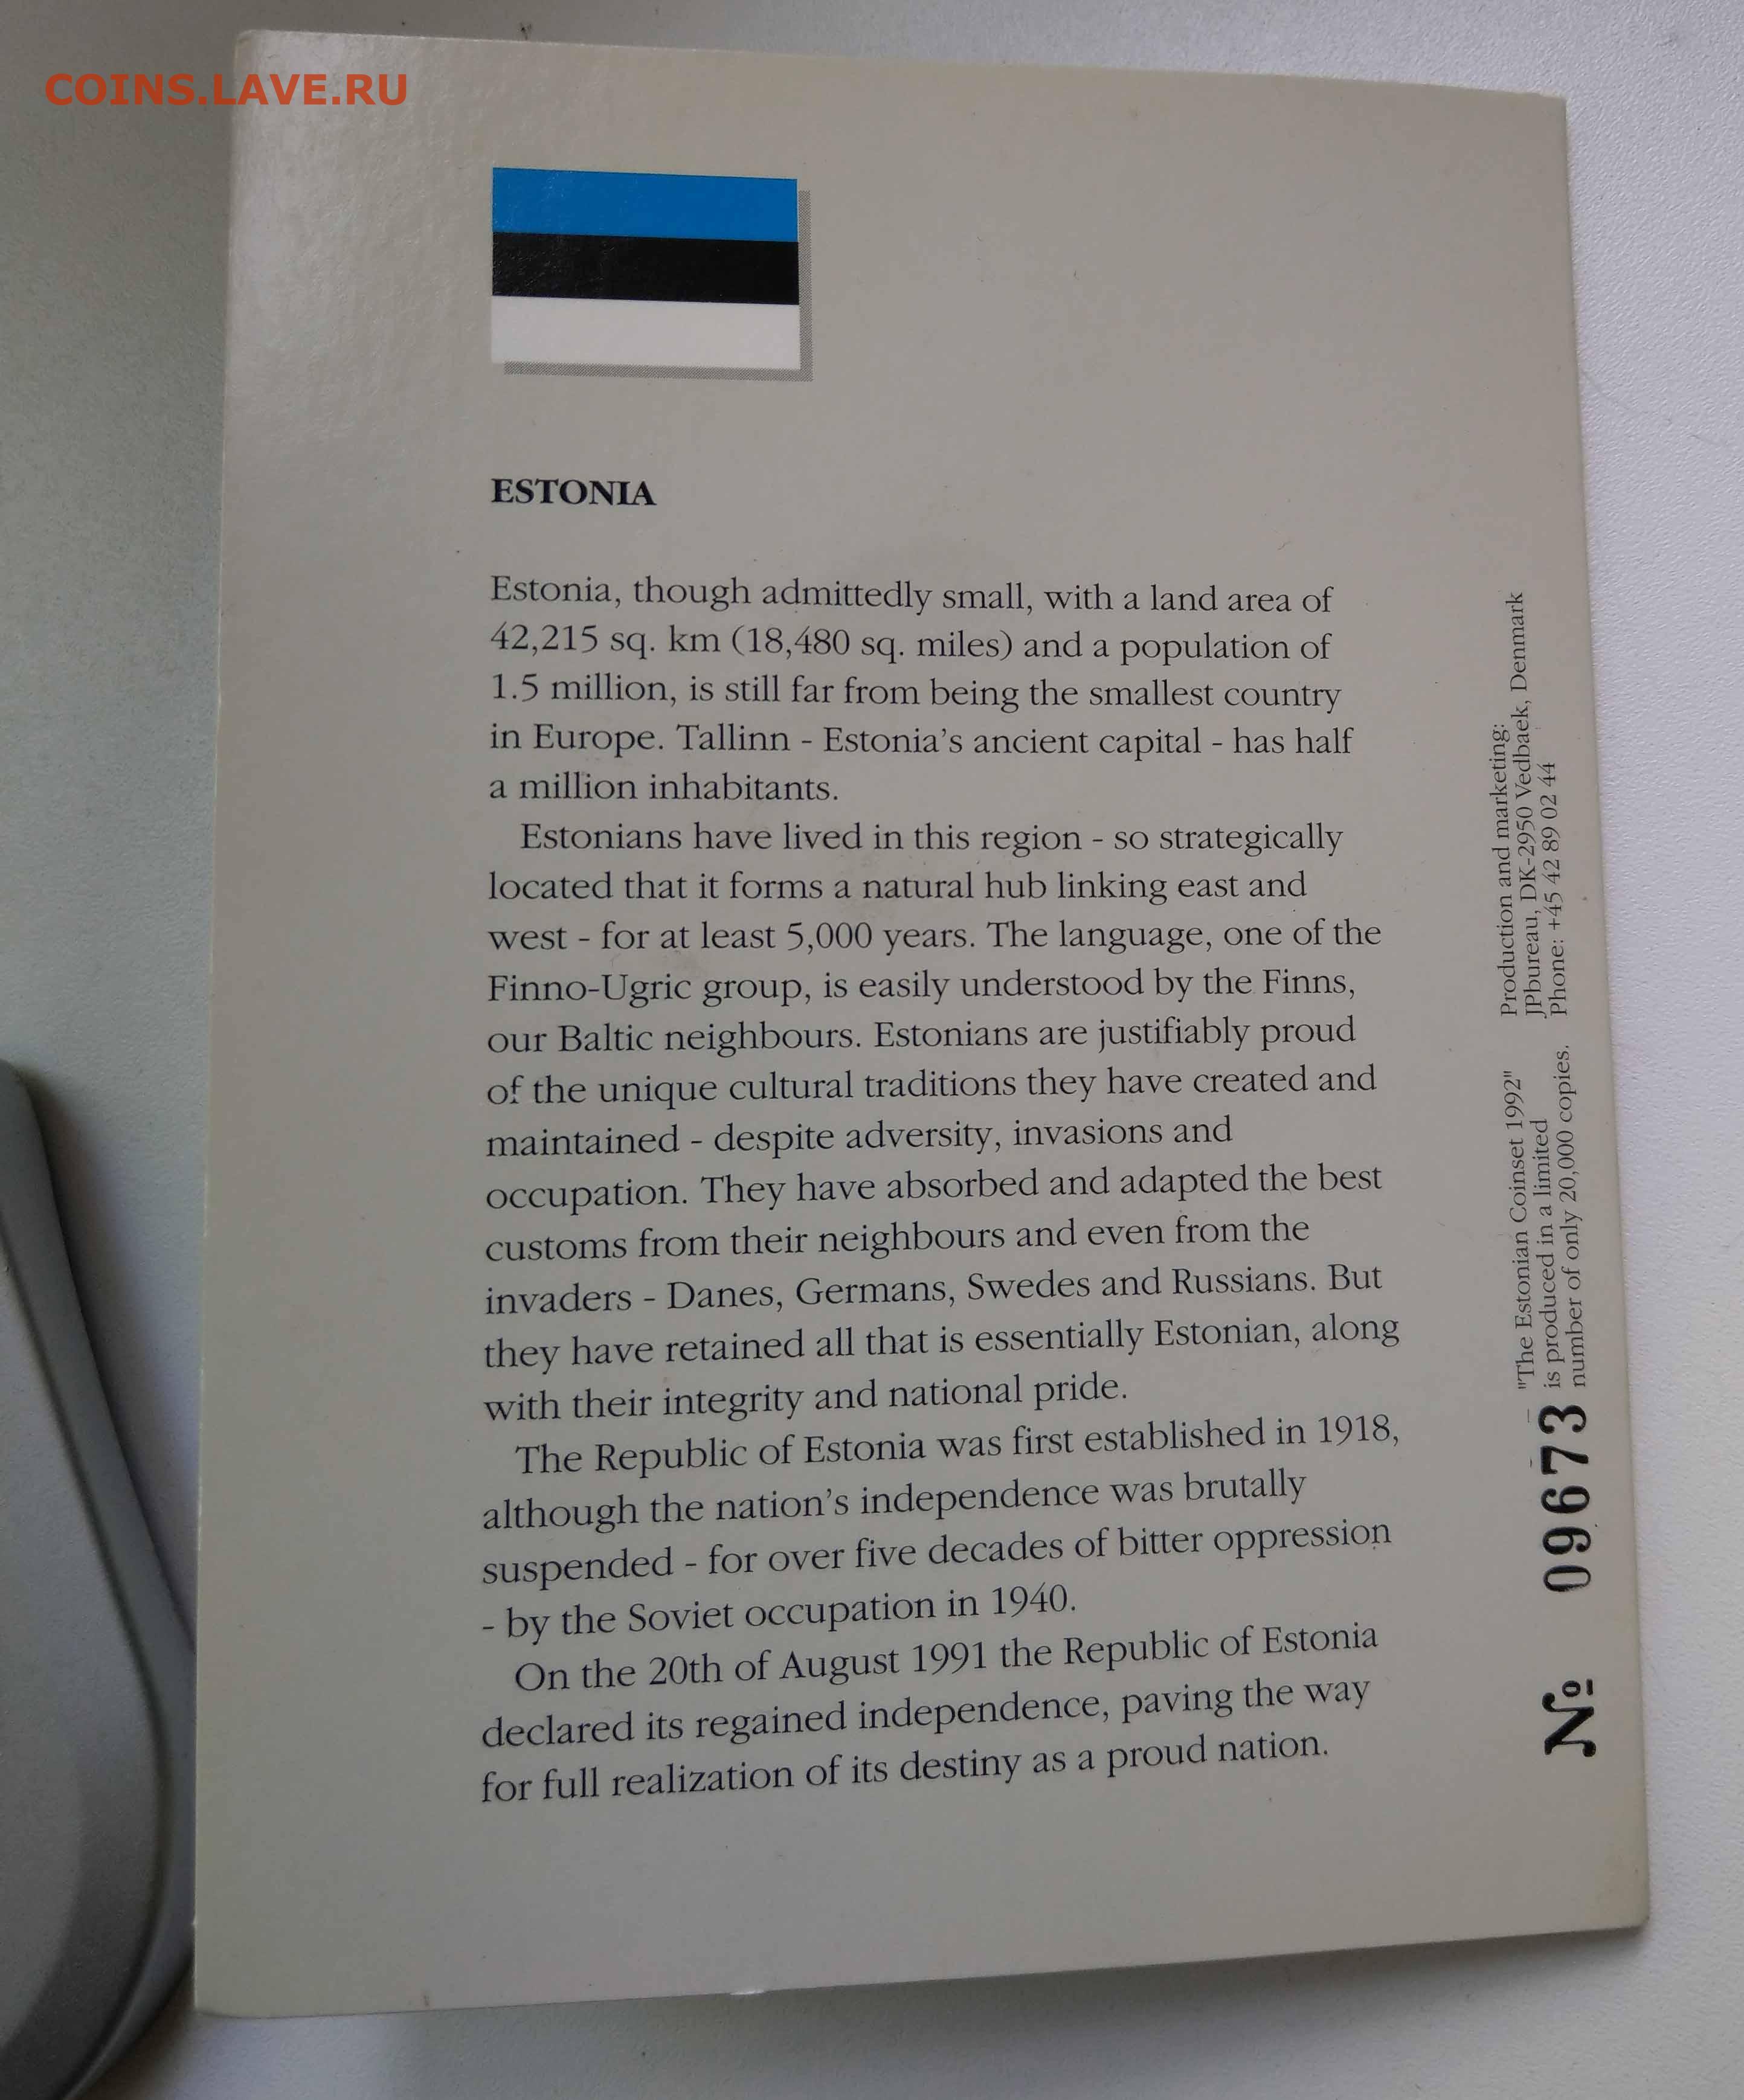 COINS.LAVE.RU
ESTONIA
Estonia, though admittedly small, with a land area of
42,215 sq. km (18,480 sq. miles) and a population of
1.5 million, is still far from being the smallest country
in Europe. Tallinn - Estonia's ancient capital - has half
a million inhabitants.
Estonians have lived in this region - so strategically
located that it forms a natural hub linking east and
west - for at least 5,000 years. The language, one of the
Finno-Ugric group, is easily understood by the Finns,
our Baltic neighbours. Estonians are justifiably proud
of the unique cultural traditions they have created and
maintained - despite adversity, invasions and
occupation. They have absorbed and adapted the best
customs from their neighbours and even from the
invaders - Danes, Germans, Swedes and Russians. But
they have retained all that is essentially Estonian, along
with their integrity and national pride.
The Republic of Estonia was first established in 1918,
although the nation's independence was brutally
suspended - for over five decades of bitter oppression
- by the Soviet occupation in 1940.
On the 20th of August 1991 the Republic of Estonia
declared its regained independence, paving the way
for full realization of its destiny as a proud nation.
№ 09673
"The Estonian Coinset 1992"
is produced in a limited
number of only 20,000 copies.
Production and marketing:
JPbureau, DK-2950 Vedbaek, Denmark
Phone: +45 42 89 02 44